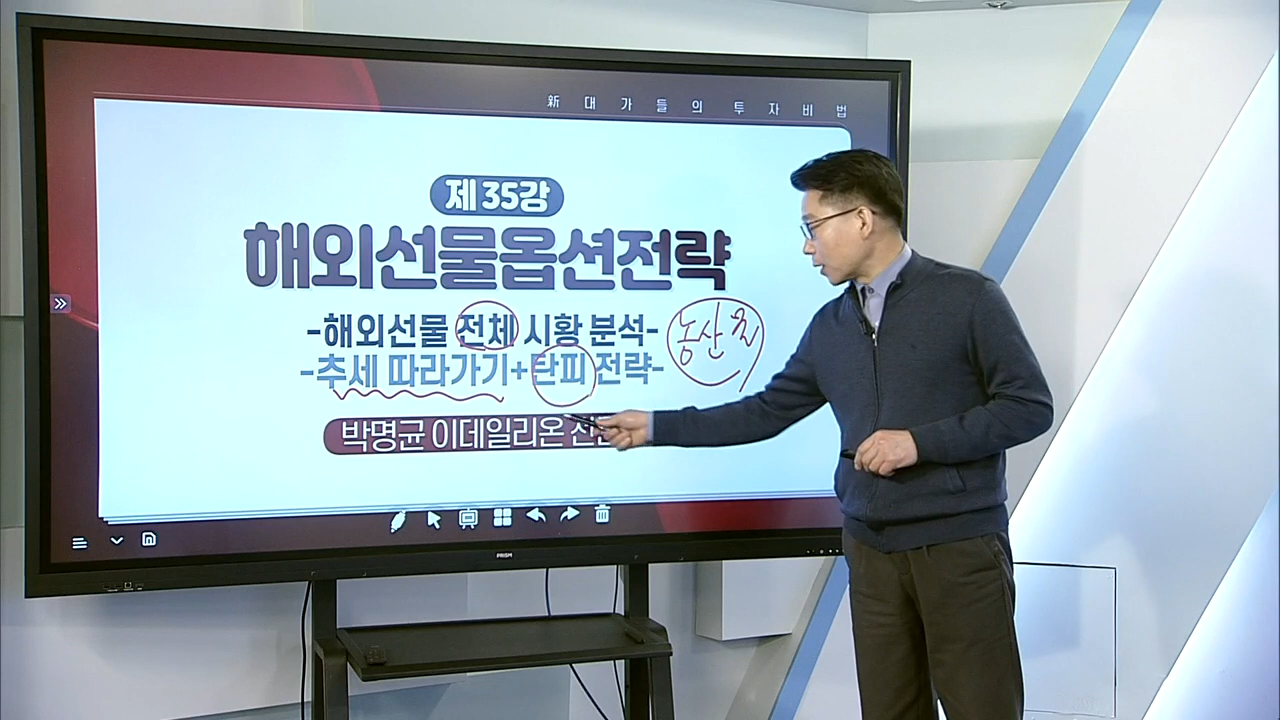 新 대가들의 투자비법
제35강
해외선물옵션전략
-해외선물 전체 시황 분석-
농산
-추세 따라가기+탄피 전략-
박명균 이데일리온 전문
PRISM